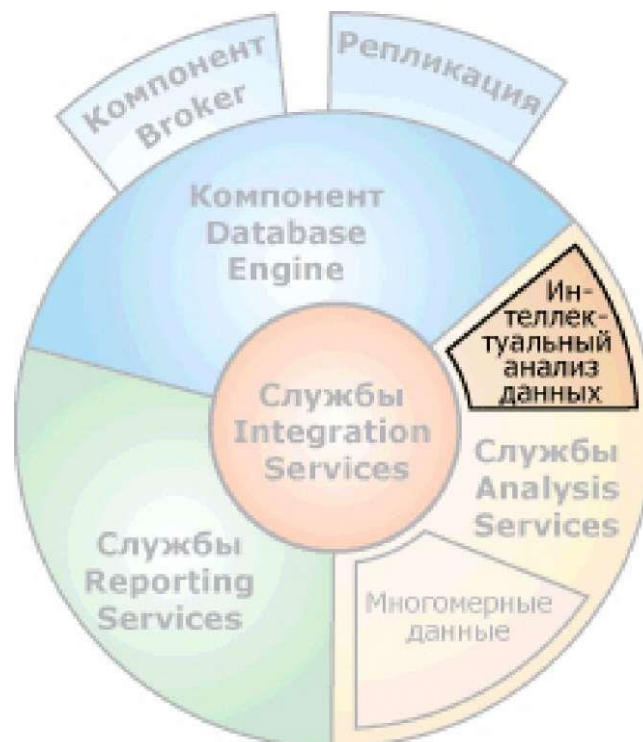 Компонент
Broker
Репликация
Компонент
Database
Engine
Ин-
теллек-
туальный
анализ
данных
Службы
Integration
Services
Службы
Analysis
Services
Службы
Reporting
Services
Многомерные
данные